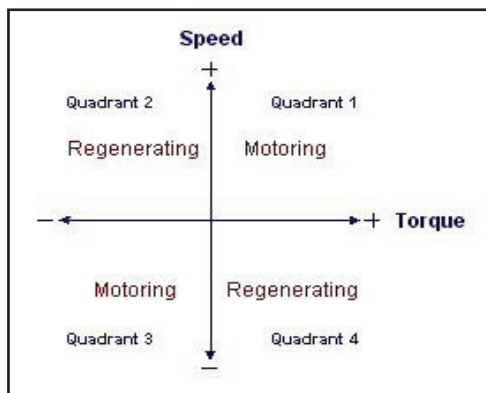 Speed
+
Quadrant 2 Quadrant 1
Regenerating Motoring
− + Torque
Motoring Regenerating
Quadrant 3 Quadrant 4
−